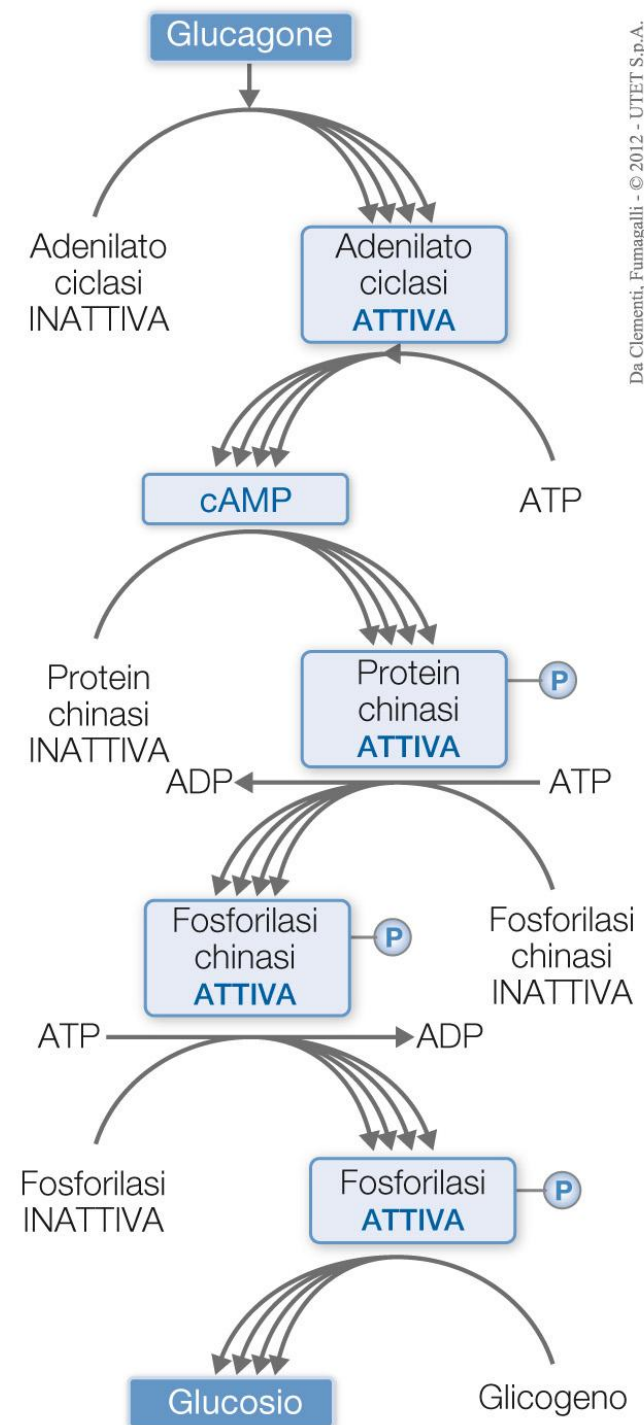 Glucagone
Da Clementi, Fumagalli - © 2012 - UTET S.p.A.
Adenilato
ciclasi
INATTIVA
Adenilato
ciclasi
ATTIVA
cAMP
ATP
Protein
chinasi
INATTIVA
Protein
chinasi
ATTIVA
P
ADP
ATP
Fosforilasi
chinasi
ATTIVA
P
Fosforilasi
chinasi
INATTIVA
ATP
ADP
Fosforilasi
INATTIVA
Fosforilasi
ATTIVA
P
Glucosio
Glicogeno